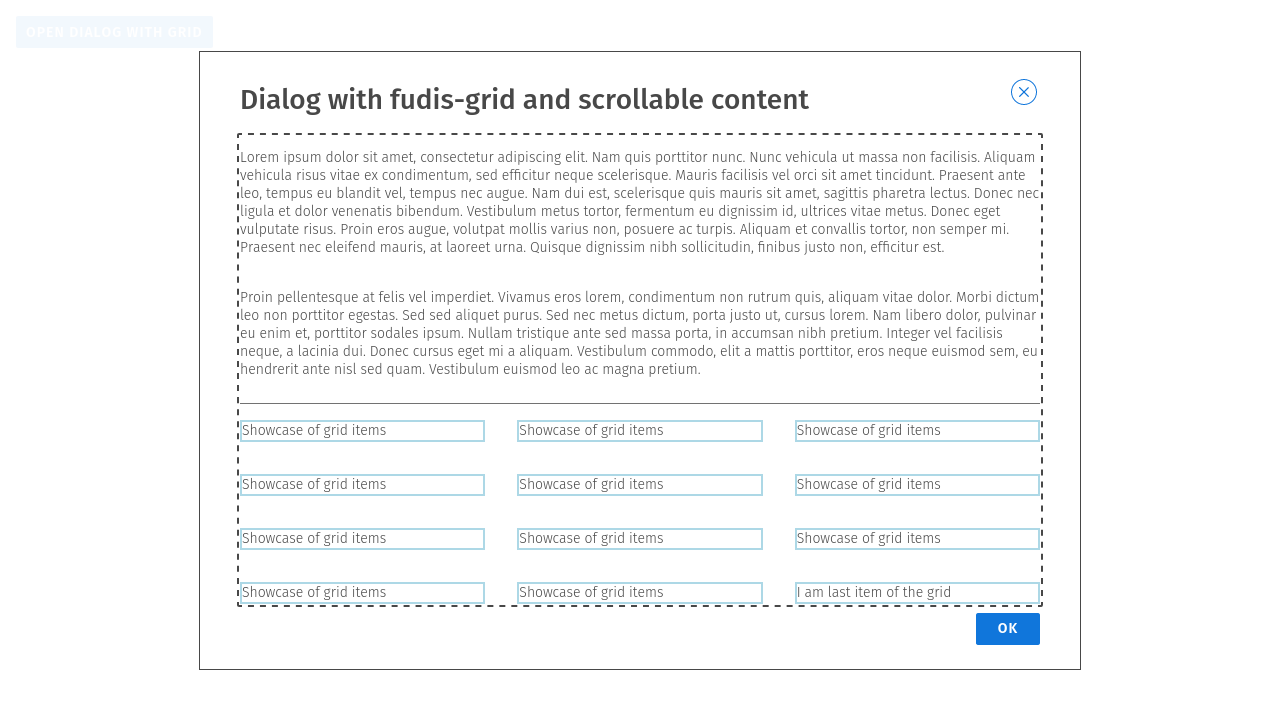 OPEN DIALOG WITH GRID
Dialog with fudis-grid and scrollable content
Lorem ipsum dolor sit amet, consectetur adipiscing elit. Nam quis porttitor nunc. Nunc vehicula ut massa non facilisis. Aliquam
vehicula risus vitae ex condimentum, sed efficitur neque scelerisque. Mauris facilisis vel orci sit amet tincidunt. Praesent ante
leo, tempus eu blandit vel, tempus nec augue. Nam dui est, scelerisque quis mauris sit amet, sagittis pharetra lectus. Donec nec
ligula et dolor venenatis bibendum. Vestibulum metus tortor, fermentum eu dignissim id, ultrices vitae metus. Donec eget
vulputate risus. Proin eros augue, volutpat mollis varius non, posuere ac turpis. Aliquam et convallis tortor, non semper mi.
Praesent nec eleifend mauris, at laoreet urna. Quisque dignissim nibh sollicitudin, finibus justo non, efficitur est.
Proin pellentesque at felis vel imperdiet. Vivamus eros lorem, condimentum non rutrum quis, aliquam vitae dolor. Morbi dictum
leo non porttitor egestas. Sed sed aliquet purus. Sed nec metus dictum, porta justo ut, cursus lorem. Nam libero dolor, pulvinar
eu enim et, porttitor sodales ipsum. Nullam tristique ante sed massa porta, in accumsan nibh pretium. Integer vel facilisis
neque, a lacinia dui. Donec cursus eget mi a aliquam. Vestibulum commodo, elit a mattis porttitor, eros neque euismod sem, eu
hendrerit ante nisl sed quam. Vestibulum euismod leo ac magna pretium.
Showcase of grid items
Showcase of grid items
Showcase of grid items
Showcase of grid items
Showcase of grid items
Showcase of grid items
Showcase of grid items
Showcase of grid items
Showcase of grid items
Showcase of grid items
Showcase of grid items
I am last item of the grid
OK